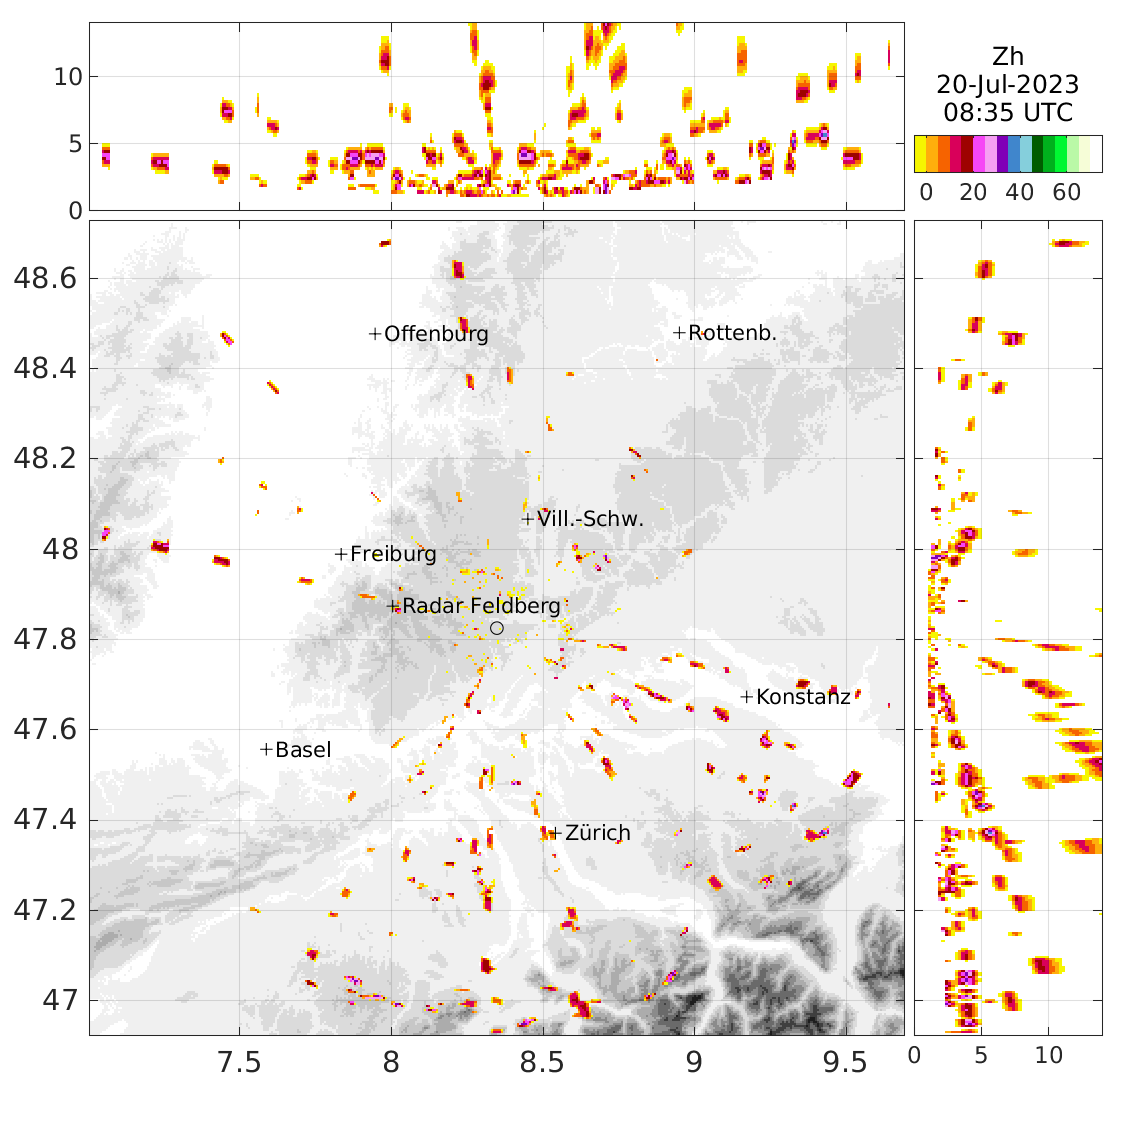 Zh
20-Jul-2023
08:35 UTC
0 20 40 60
10
5
0
48.6
48.4
48.2
48
47.8
47.6
47.4
47.2
47
Offenburg
Rottenb.
Vill.-Schw.
Freiburg
Radar Feldberg
Konstanz
Basel
Zürich
7.5 8 8.5 9 9.5
0 5 10